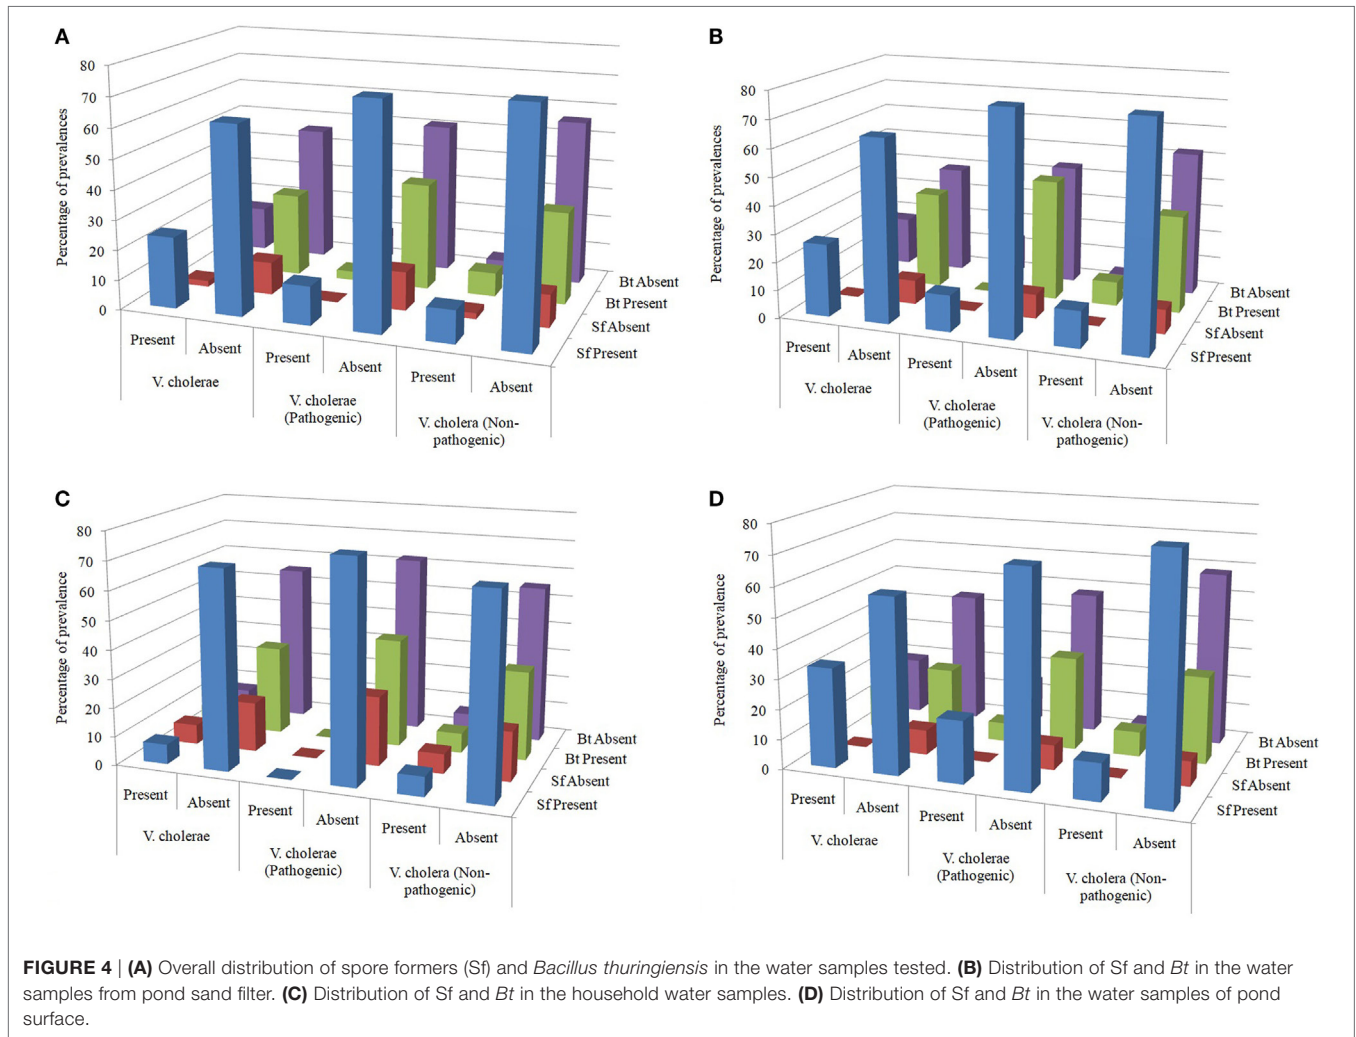 A
Percentage of prevalences
80
70
60
50
40
30
20
10
0
Present
Absent
Present
Absent
Present
Absent
V. cholerae
V. cholerae
(Pathogenic)
V. cholera (Non-
pathogenic)
Bt Absent
Bt Present
Sf Absent
Sf Present
B
Percentage of prevalences
80
70
60
50
40
30
20
10
0
Present
Absent
Present
Absent
Present
Absent
V. cholerae
V. cholerae
(Pathogenic)
V. cholera (Non-
pathogenic)
Bt Absent
Bt Present
Sf Absent
Sf Present
C
Percentage of prevalence
80
70
60
50
40
30
20
10
0
Present
Absent
Present
Absent
Present
Absent
V. cholerae
V. cholerae
(Pathogenic)
V. cholera (Non-
pathogenic)
Bt Absent
Bt Present
Sf Absent
Sf Present
D
Percentage of prevalence
80
70
60
50
40
30
20
10
0
Present
Absent
Present
Absent
Present
Absent
V. cholerae
V. cholerae
(Pathogenic)
V. cholera (Non-
pathogenic)
Bt Absent
Bt Present
Sf Absent
Sf Present
FIGURE 4 | (A) Overall distribution of spore formers (Sf) and Bacillus thuringiensis in the water samples tested. (B) Distribution of Sf and Bt in the water
samples from pond sand filter. (C) Distribution of Sf and Bt in the household water samples. (D) Distribution of Sf and Bt in the water samples of pond
surface.